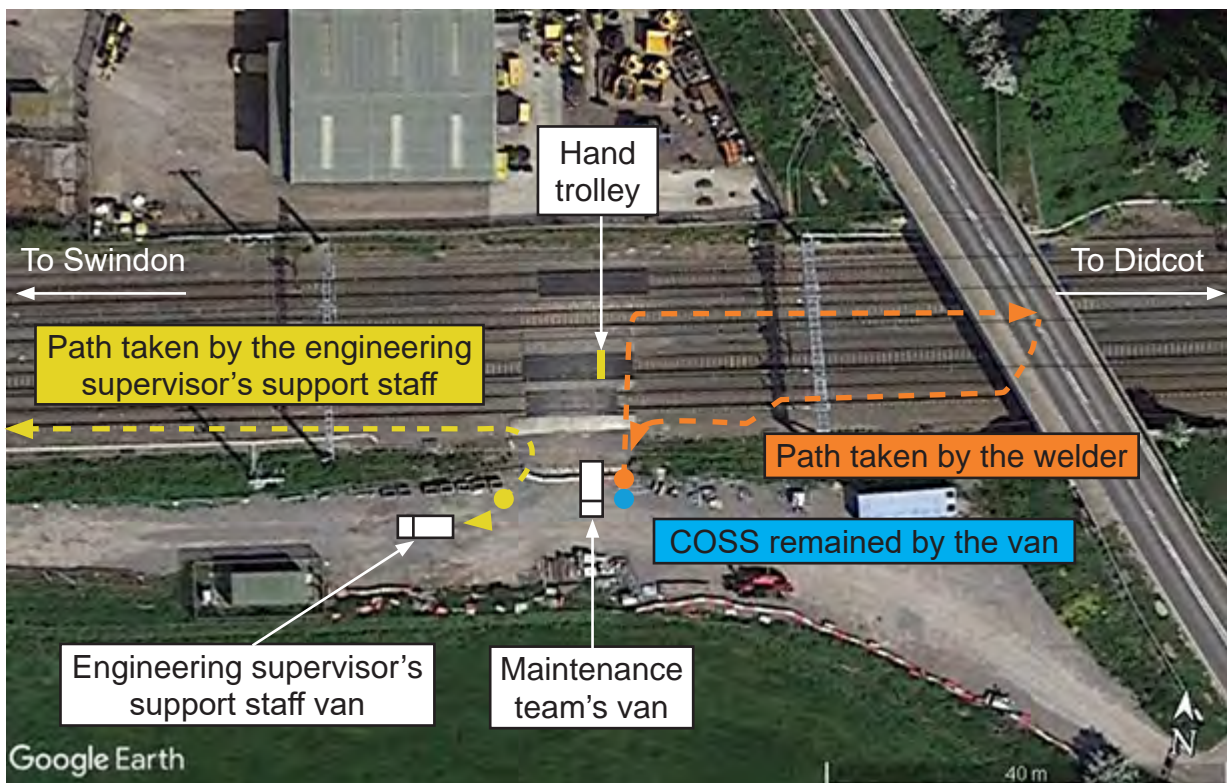 Hand
trolley
To Swindon
To Didcot
Path taken by the engineering
supervisor's support staff
Path taken by the welder
COSS remained by the van
Engineering supervisor's
support staff van
Maintenance
team's van
N
Google Earth
40 m